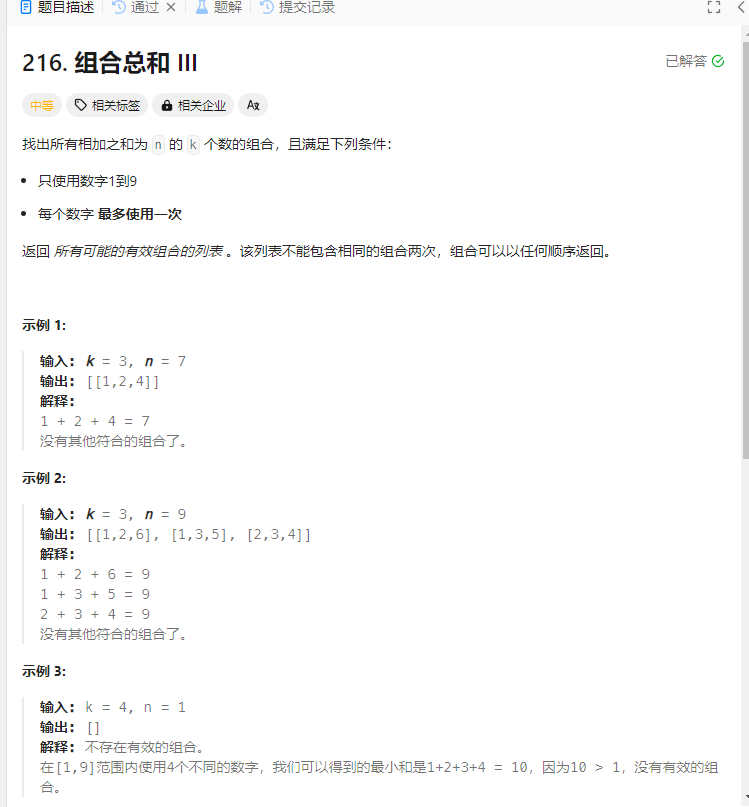 题目描述 通过 × 题解 提交记录
216. 组合总和 III 已解答
中等 相关标签 相关企业 Aあ
找出所有相加之和为 n 的 k 个数的组合，且满足下列条件：
只使用数字1到9
每个数字 最多使用一次
返回 所有可能的有效组合的列表 。该列表不能包含相同的组合两次，组合可以以任何顺序返回。
示例 1:
输入: k = 3, n = 7
输出: [[1,2,4]]
解释:
1 + 2 + 4 = 7
没有其他符合的组合了。
示例 2:
输入: k = 3, n = 9
输出: [[1,2,6], [1,3,5], [2,3,4]]
解释:
1 + 2 + 6 = 9
1 + 3 + 5 = 9
2 + 3 + 4 = 9
没有其他符合的组合了。
示例 3:
输入: k = 4, n = 1
输出: []
解释: 不存在有效的组合。
在[1,9]范围内使用4个不同的数字，我们可以得到的最小和是1+2+3+4 = 10，因为10 > 1，没有有效的组
合。